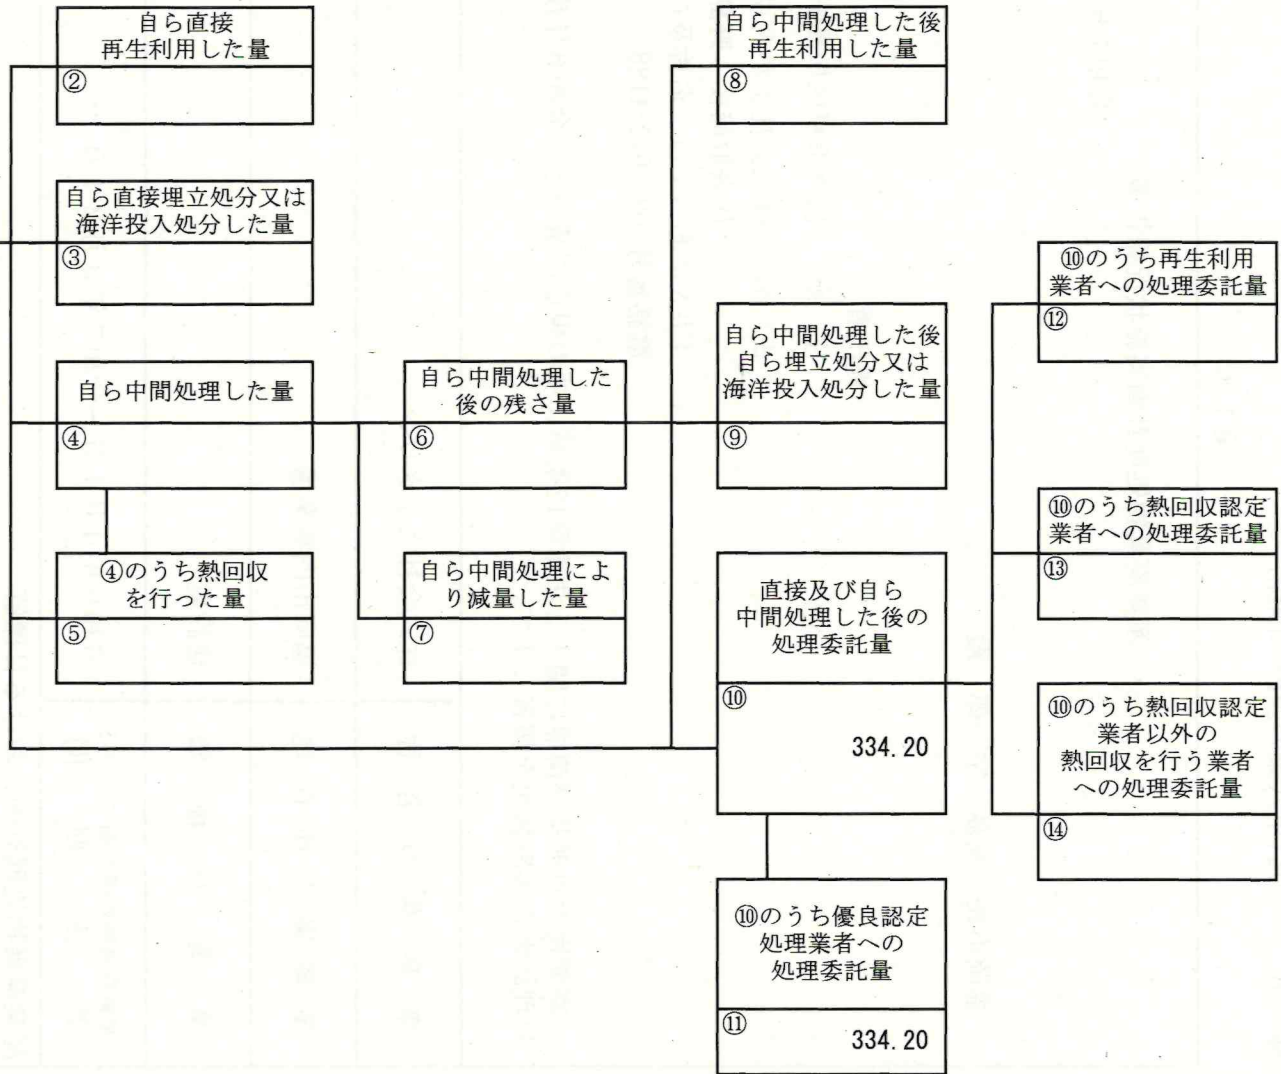 自ら直接
再生利用した量
②
自ら直接埋立処分又は
海洋投入処分した量
③
自ら中間処理した量
④
④のうち熱回収
を行った量
⑤
自ら中間処理した
後の残さ量
⑥
自ら中間処理によ
り減量した量
⑦
自ら中間処理した後
再生利用した量
⑧
自ら中間処理した後
自ら埋立処分又は
海洋投入処分した量
⑨
直接及び自ら
中間処理した後の
処理委託量
⑩
334.20
⑩のうち優良認定
処理業者への
処理委託量
⑪
334.20
⑩のうち再生利用
業者への処理委託量
⑫
⑩のうち熱回収認定
業者への処理委託量
⑬
⑩のうち熱回収認定
業者以外の
熱回収を行う業者
への処理委託量
⑭